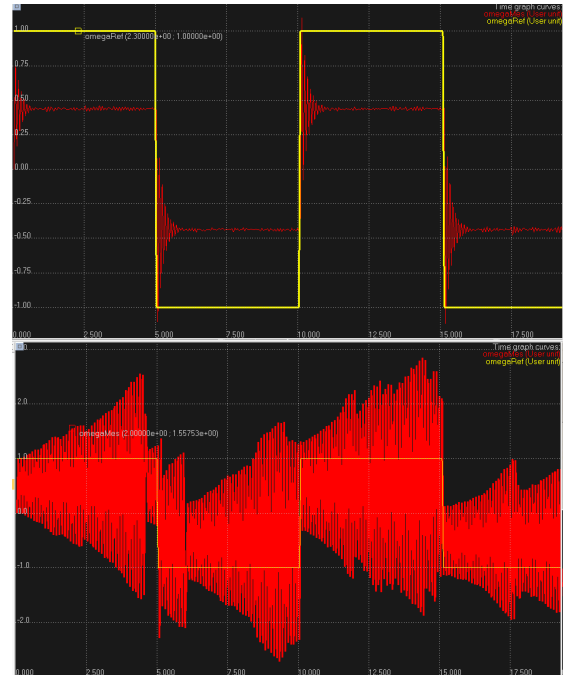 Time graph curves:
omegaMes (User unit)
omegaRef (User unit)
1.00
omegaRef (2.30000e+00 ; 1.00000e+00)
0.75
0.50
0.25
0.00
-0.25
-0.50
-0.75
-1.00
0.000 2.500 5.000 7.500 10.000 12.500 15.000 17.500
Time graph curves:
omegaMes (User unit)
omegaRef (User unit)
2.0
omegaMes (2.00000e+00 ; 1.55753e+00)
1.0
0.0
-1.0
-2.0
0.000 2.500 5.000 7.500 10.000 12.500 15.000 17.500